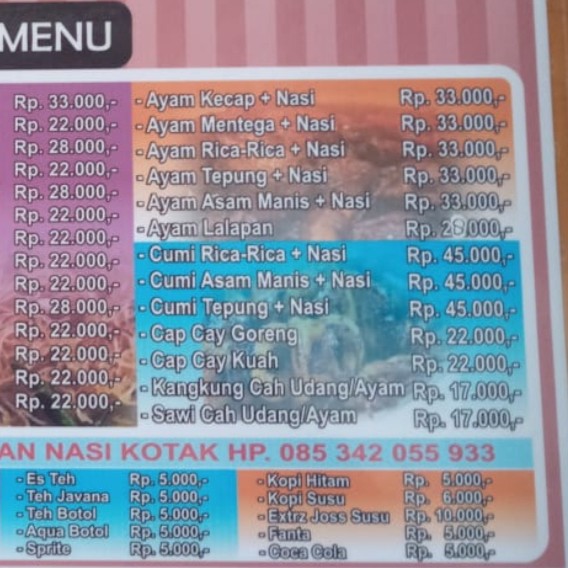 MENU
Rp. 33.000,- - Ayam Kecap + Nasi Rp. 33.000,-
Rp. 22.000,- - Ayam Mentega + Nasi Rp. 33.000,-
Rp. 28.000,- - Ayam Rica-Rica + Nasi Rp. 33.000,-
Rp. 22.000,- - Ayam Tepung + Nasi Rp. 33.000,-
Rp. 28.000,- - Ayam Asam Manis + Nasi Rp. 33.000,-
Rp. 22.000,- - Ayam Lalapan Rp. 28.000,-
Rp. 22.000,- - Cumi Rica-Rica + Nasi Rp. 45.000,-
Rp. 22.000,- - Cumi Asam Manis + Nasi Rp. 45.000,-
Rp. 22.000,- - Cumi Tepung + Nasi Rp. 45.000,-
Rp. 28.000,- - Cap Cay Goreng Rp. 22.000,-
Rp. 22.000,- - Cap Cay Kuah Rp. 22.000,-
Rp. 22.000,- - Kangkung Cah Udang/Ayam Rp. 17.000,-
Rp. 22.000,- - Sawi Cah Udang/Ayam Rp. 17.000,-
Rp. 22.000,-
AN NASI KOTAK HP. 085 342 055 933
- Es Teh Rp. 5.000,- - Kopi Hitam Rp. 5.000,-
- Teh Javana Rp. 5.000,- - Kopi Susu Rp. 6.000,-
- Teh Botol Rp. 5.000,- - Extrz Joss Susu Rp. 10.000,-
- Aqua Botol Rp. 5.000,- - Fanta Rp. 5.000,-
- Sprite Rp. 5.000,- - Coca Cola Rp. 5.000,-